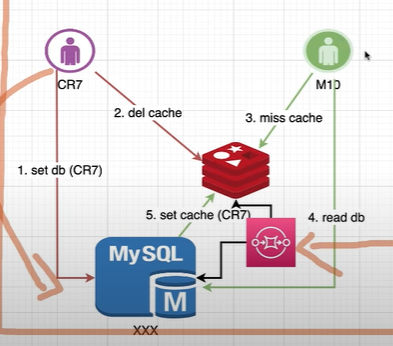 CR7
M10
2. del cache
3. miss cache
1. set db (CR7)
5. set cache (CR7)
4. read db
MySQL
M
XXX